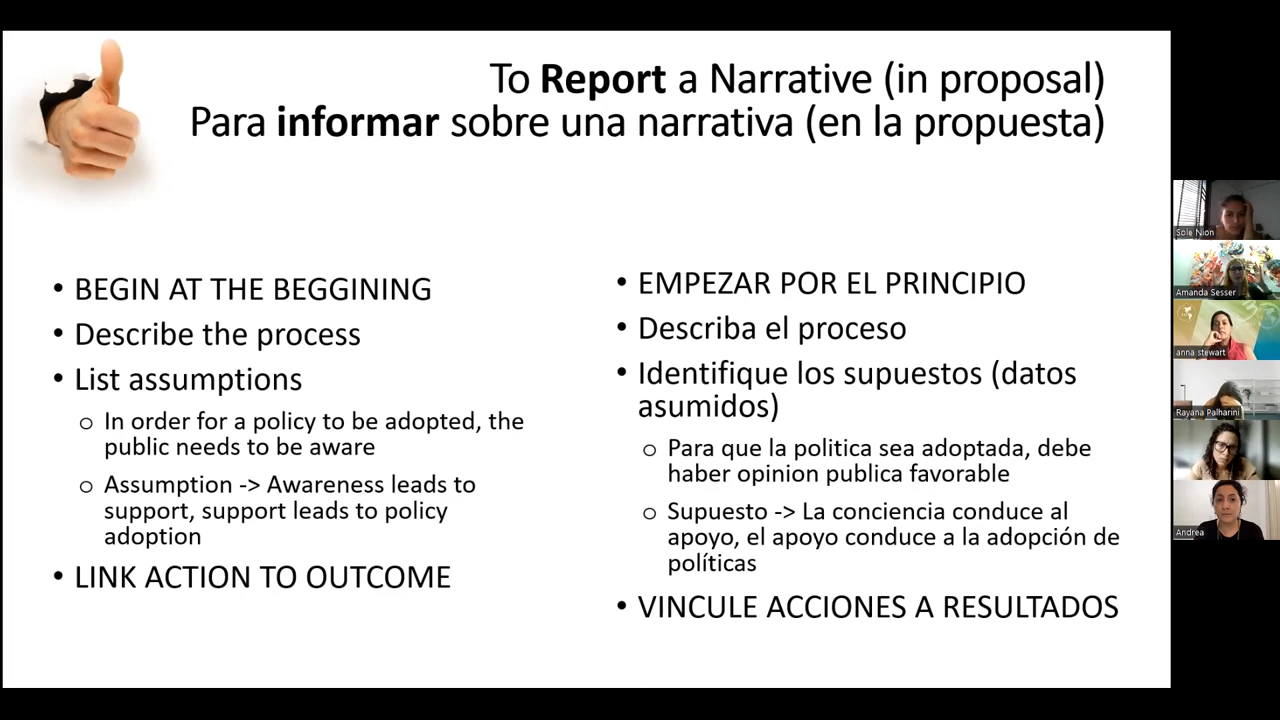 To Report a Narrative (in proposal)
Para informar sobre una narrativa (en la propuesta)
• BEGIN AT THE BEGGINING
• Describe the process
• List assumptions
o In order for a policy to be adopted, the
public needs to be aware
o Assumption -> Awareness leads to
support, support leads to policy
adoption
• LINK ACTION TO OUTCOME
• EMPEZAR POR EL PRINCIPIO
• Describa el proceso
• Identifique los supuestos (datos
asumidos)
o Para que la politica sea adoptada, debe
haber opinion publica favorable
o Supuesto -> La conciencia conduce al
apoyo, el apoyo conduce a la adopción de
políticas
• VINCULE ACCIONES A RESULTADOS
Sole Nion
Amanda Sesser
anna stewart
Rayana Palharini
Andrea